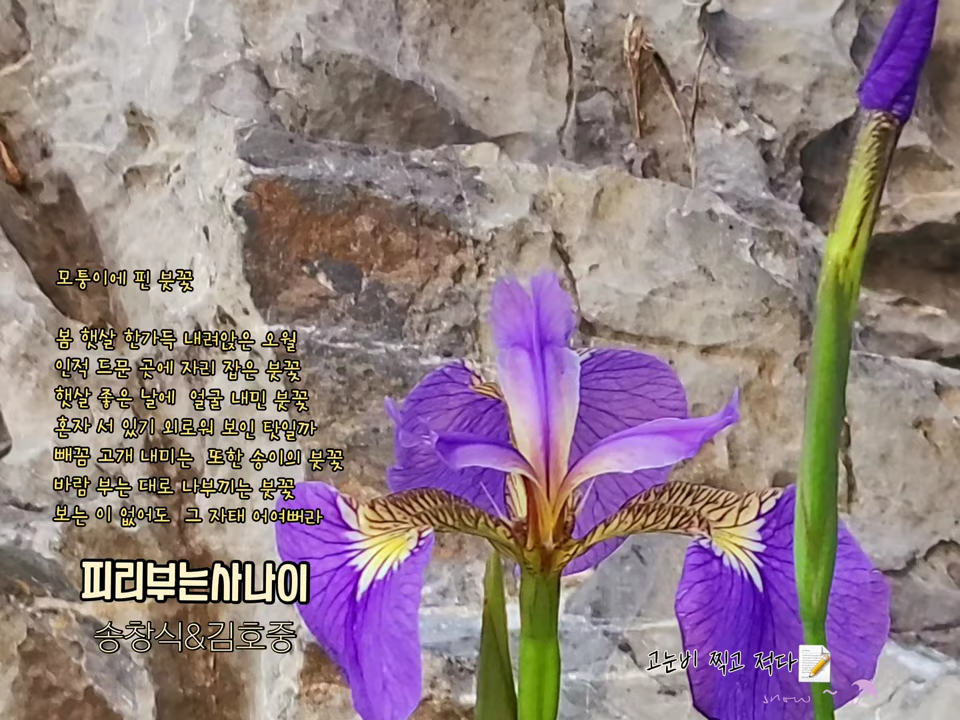 모퉁이에 핀 붓꽃
봄 햇살 한가득 내려앉은 오월
인적 드문 곳에 자리 잡은 붓꽃
햇살 좋은 날에 얼굴 내민 붓꽃
혼자 서 있기 외로워 보인 탓일까
빼꼼 고개 내미는 또한 송이의 붓꽃
바람 부는 대로 나부끼는 붓꽃
보는 이 없어도 그 자태 어여뻐라
피리부는사나이
송창식&김호중
고눈비 찍고 적다
snow~